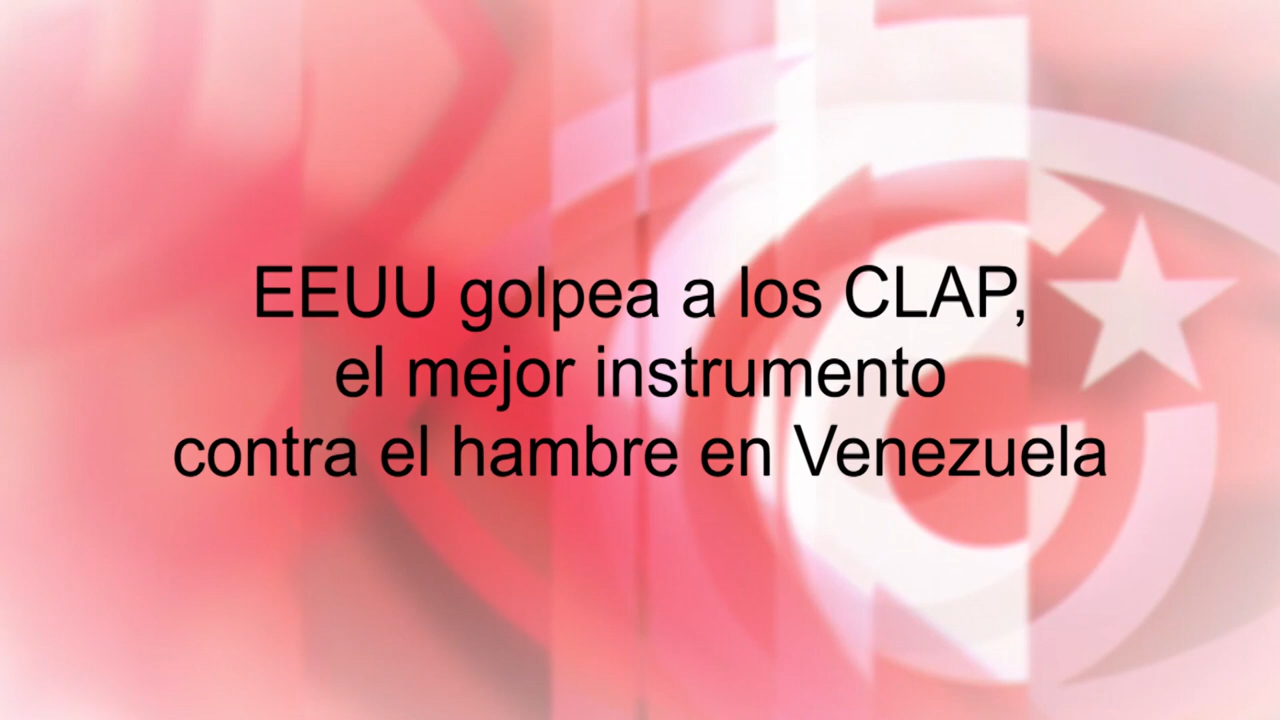 EEUU golpea a los CLAP,
el mejor instrumento
contra el hambre en Venezuela